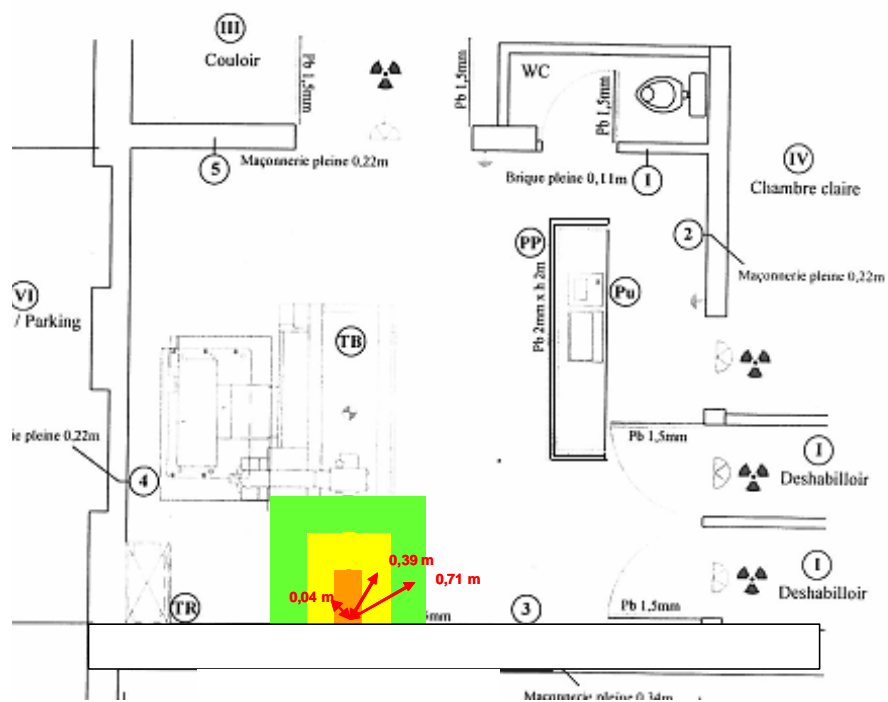 III
Couloir
Pb 1,5mm
Pb 1,5mm
WC
Pb 1,5mm
5
Maçonnerie pleine 0,22m
Brique pleine 0,11m
1
IV
Chambre claire
2
Maçonnerie pleine 0,22m
PP
Pb 2mm x h 2m
Pu
VI
/ Parking
TB
ie pleine 0,22m
4
Pb 1,5mm
I
Deshabilloir
0,39 m
0,71 m
0,04 m
I
Deshabilloir
TR
5mm
3
Pb 1,5mm
Maçonnerie pleine 0,34m